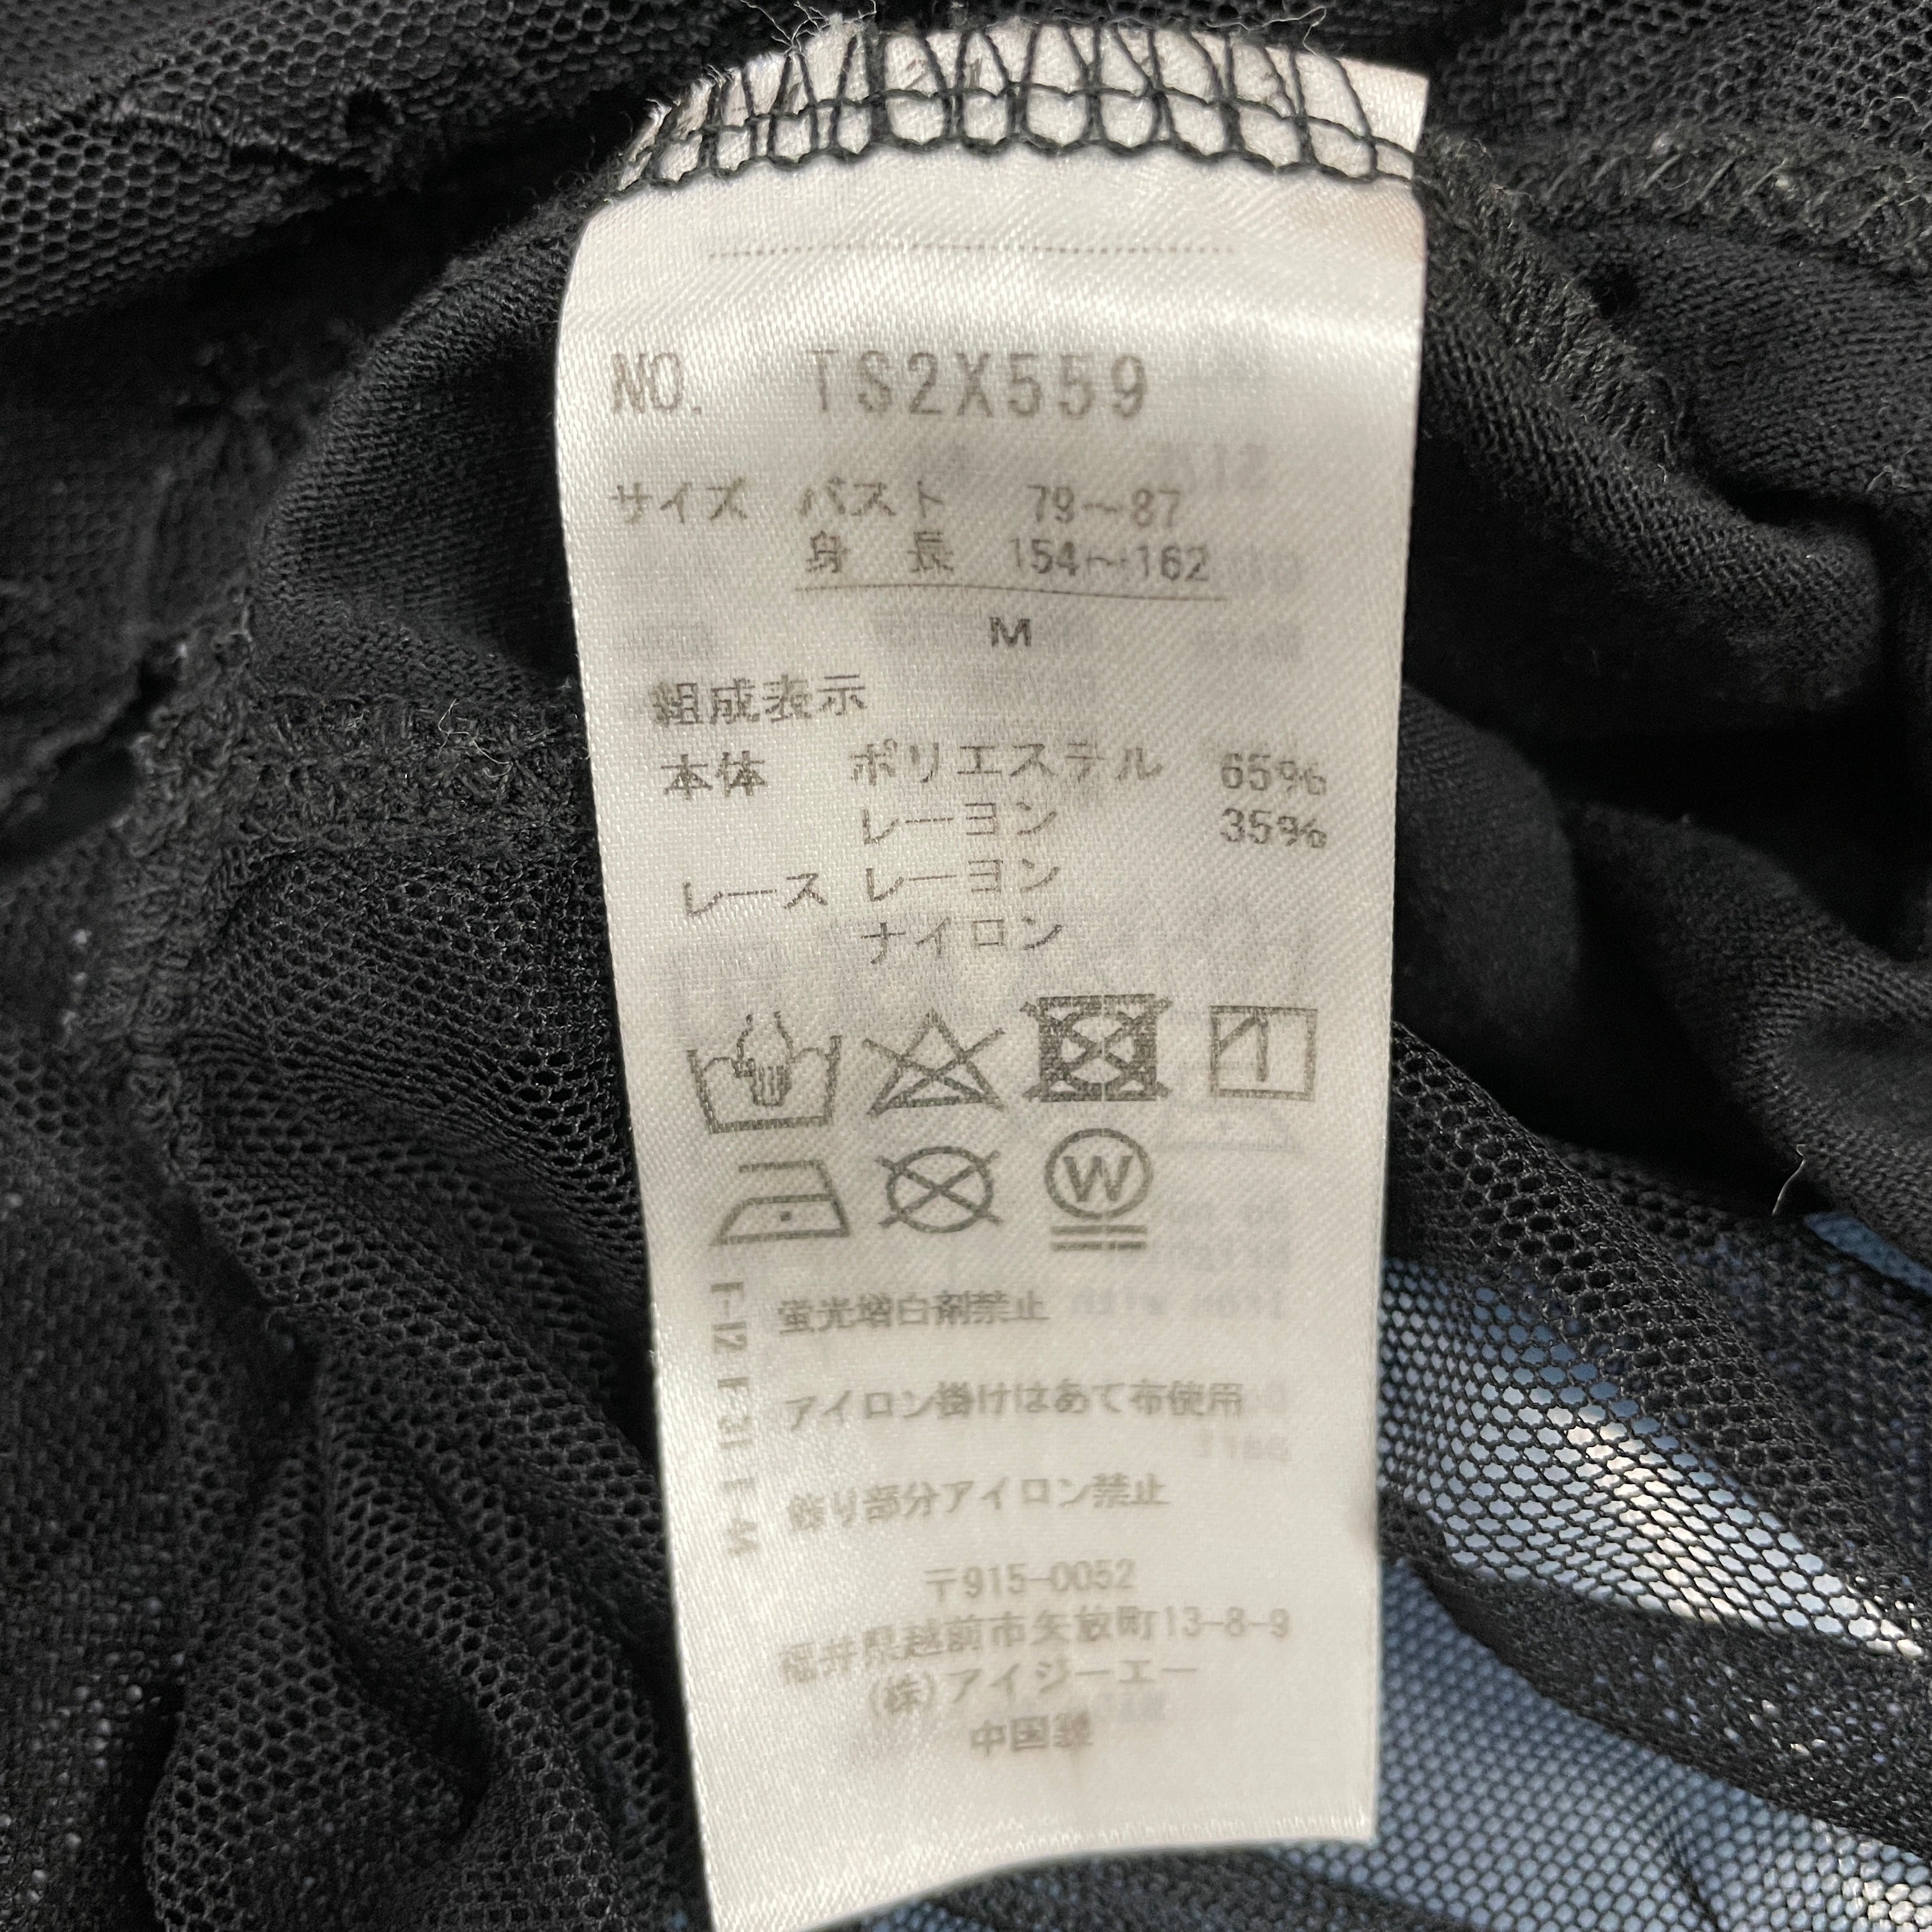 NO. TS2X559
サイズ バスト 79～87
身長 154～162
M
組成表示
本体 ポリエステル 65%
レーヨン 35%
レース レーヨン
ナイロン
W
蛍光増白剤禁止
アイロン掛けはあて布使用
飾り部分アイロン禁止
F-12 F-31 F-44
〒915-0052
福井県越前市矢放町13-8-9
(株)アイジーエー
中国製